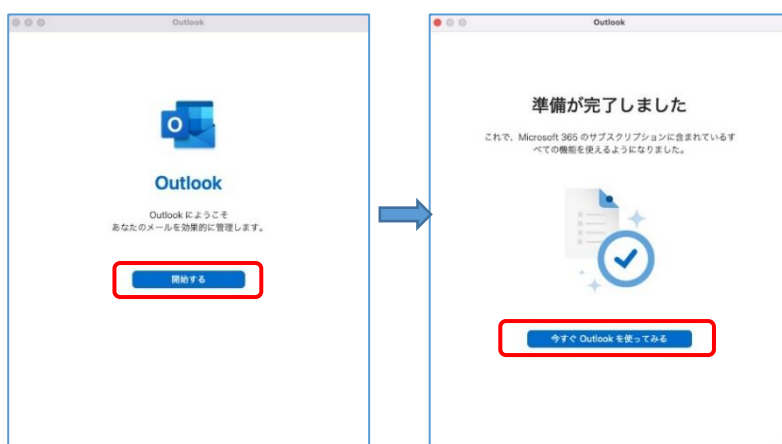 Outlook
Outlook
Outlook にようこそ
あなたのメールを効果的に管理します。
開始する
Outlook
準備が完了しました
これで、Microsoft 365 のサブスクリプションに含まれているす
べての機能を使えるようになりました。
今すぐ Outlook を使ってみる